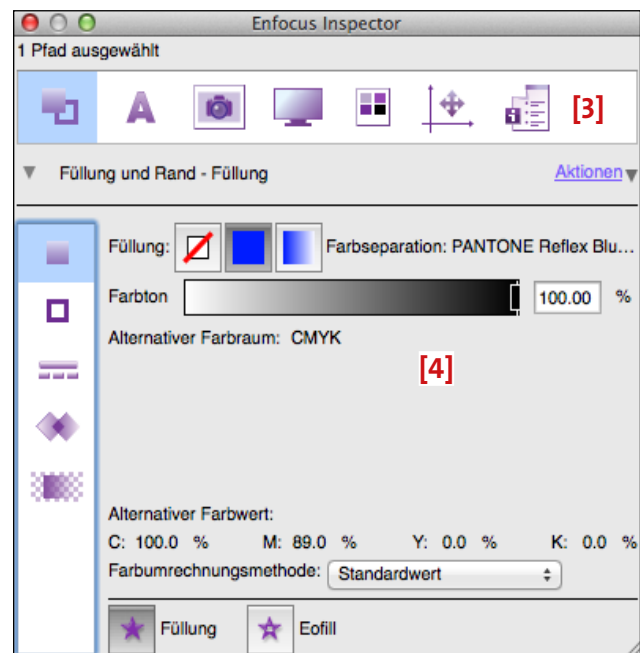 Enfocus Inspector
1 Pfad ausgewählt
A
[3]
Füllung und Rand - Füllung Aktionen
Füllung: Farbseparation: PANTONE Reflex Blu...
Farbton 100.00 %
Alternativer Farbraum: CMYK
[4]
Alternativer Farbwert:
C: 100.0 % M: 89.0 % Y: 0.0 % K: 0.0 %
Farbumrechnungsmethode: Standardwert
Füllung Eofill